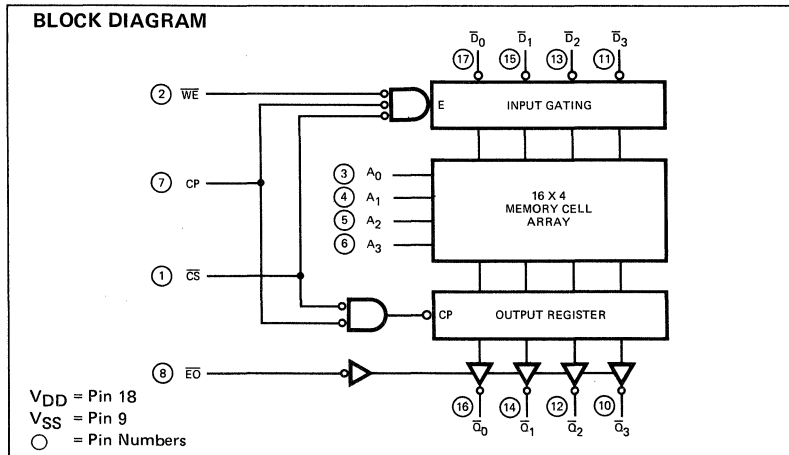 BLOCK DIAGRAM
D̅0 D̅1 D̅2 D̅3
17 15 13 11
2 W̅E̅
E INPUT GATING
7 CP
3 A0
4 A1
5 A2
6 A3
16 X 4
MEMORY CELL
ARRAY
1 C̅S̅
CP OUTPUT REGISTER
8 E̅O̅
16 14 12 10
Q̅0 Q̅1 Q̅2 Q̅3
VDD = Pin 18
VSS = Pin 9
= Pin Numbers